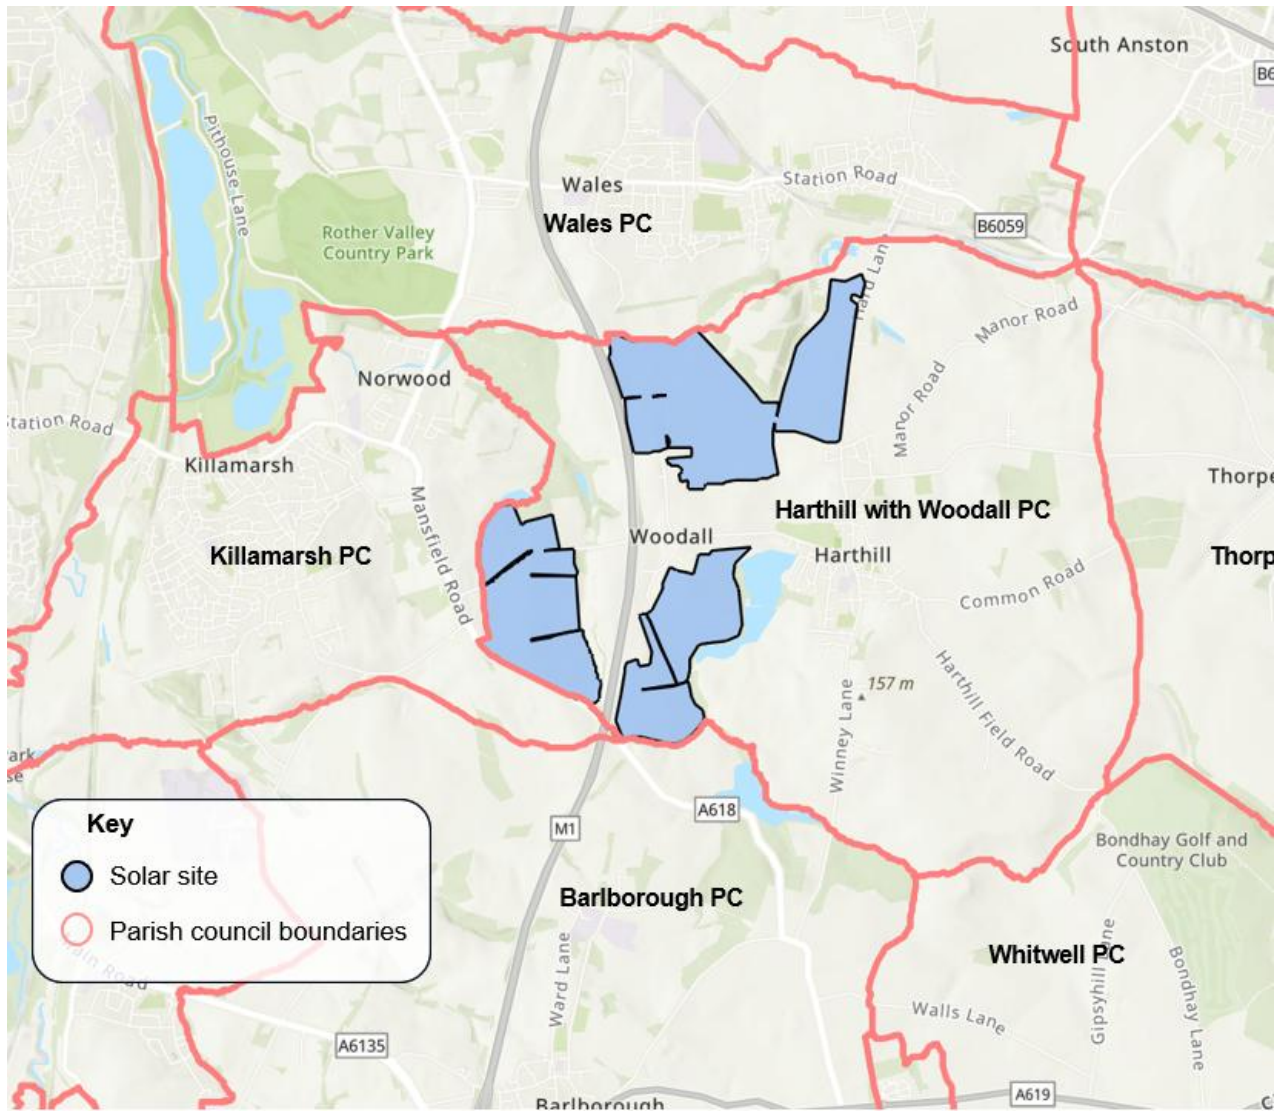 South Anston
B6
Pithouse Lane
Wales
Station Road
Wales PC
B6059
Rother Valley
Country Park
Hard Lane
Manor Road
Norwood
Manor Road
Station Road
Killamarsh
Thorpe
Mansfield Road
Harthill with Woodall PC
Woodall
Killamarsh PC
Harthill
Thorp
Common Road
157 m
Harthill Field Road
Winney Lane
ark
se
A618
Key
M1
Bondhay Golf and
Country Club
Solar site
Barlborough PC
Parish council boundaries
Ward Lane
Whitwell PC
Gipsyhill Lane
Bondhay Lane
Walls Lane
A6135
A619
Barlborough